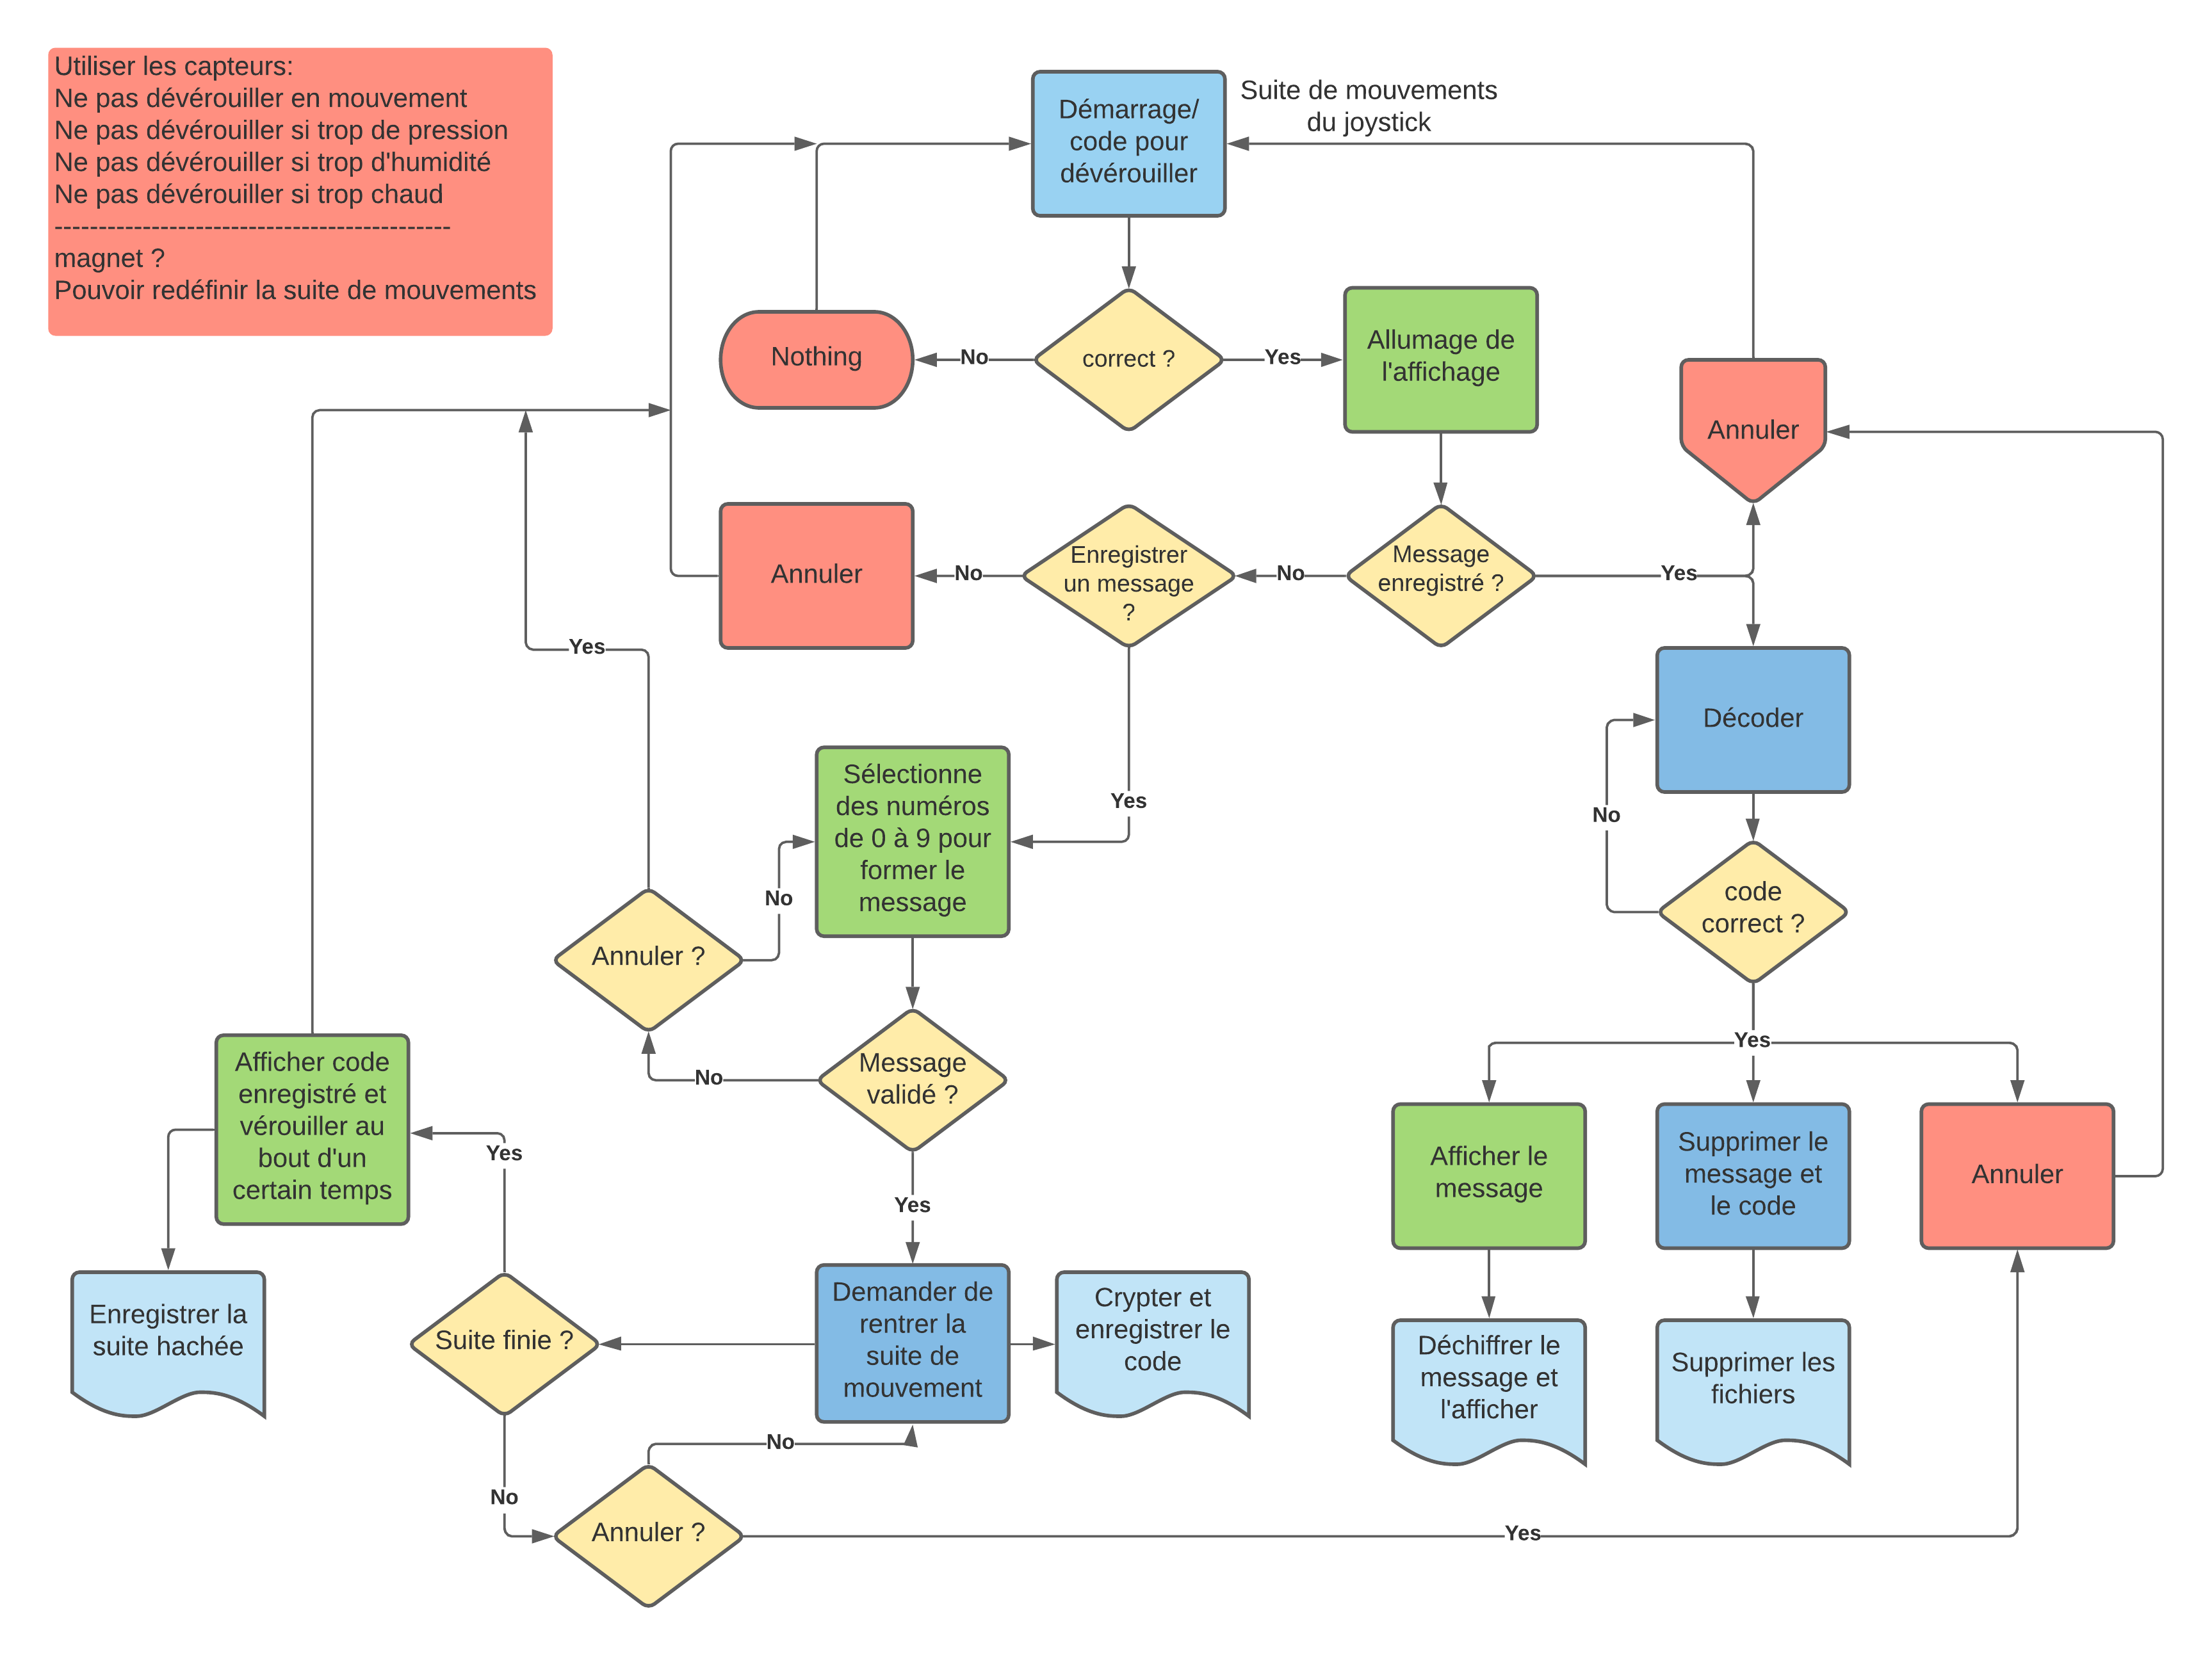 Utiliser les capteurs:
Ne pas dévérouiller en mouvement
Ne pas dévérouiller si trop de pression
Ne pas dévérouiller si trop d'humidité
Ne pas dévérouiller si trop chaud
---------------------------------------------
magnet ?
Pouvoir redéfinir la suite de mouvements
Démarrage/
code pour
dévérouiller
Suite de mouvements
du joystick
Nothing
No
correct ?
Yes
Allumage de
l'affichage
Annuler
Annuler
No
Enregistrer
un message
?
No
Message
enregistré ?
Yes
Yes
Décoder
Sélectionne
des numéros
de 0 à 9 pour
former le
message
Yes
No
No
code
correct ?
Annuler ?
Yes
Message
validé ?
No
Afficher code
enregistré et
vérouiller au
bout d'un
certain temps
Yes
Yes
Afficher le
message
Supprimer le
message et
le code
Annuler
Enregistrer la
suite hachée
Suite finie ?
Demander de
rentrer la
suite de
mouvement
Crypter et
enregistrer le
code
Déchiffrer le
message et
l'afficher
Supprimer les
fichiers
No
No
Annuler ?
Yes